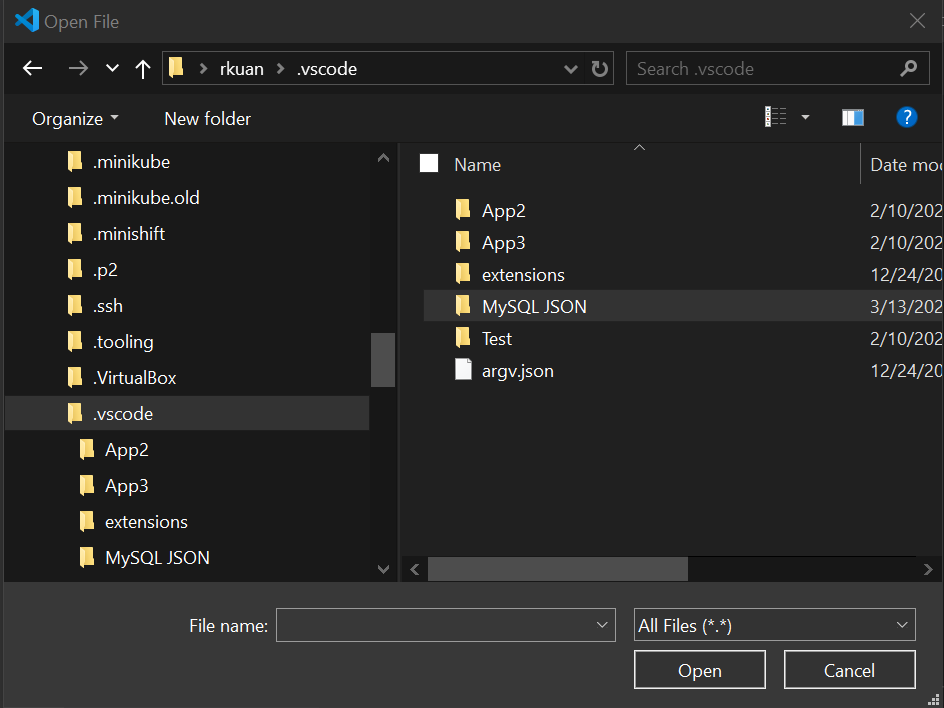 Open File
rkuan .vscode
Search .vscode
Organize
New folder
.minikube
.minikube.old
.minishift
.p2
.ssh
.tooling
.VirtualBox
.vscode
App2
App3
extensions
MySQL JSON
Name Date mo
App2 2/10/202
App3 2/10/202
extensions 12/24/20
MySQL JSON 3/13/202
Test 2/10/202
argv.json 12/24/20
File name:
All Files (*.*)
Open
Cancel